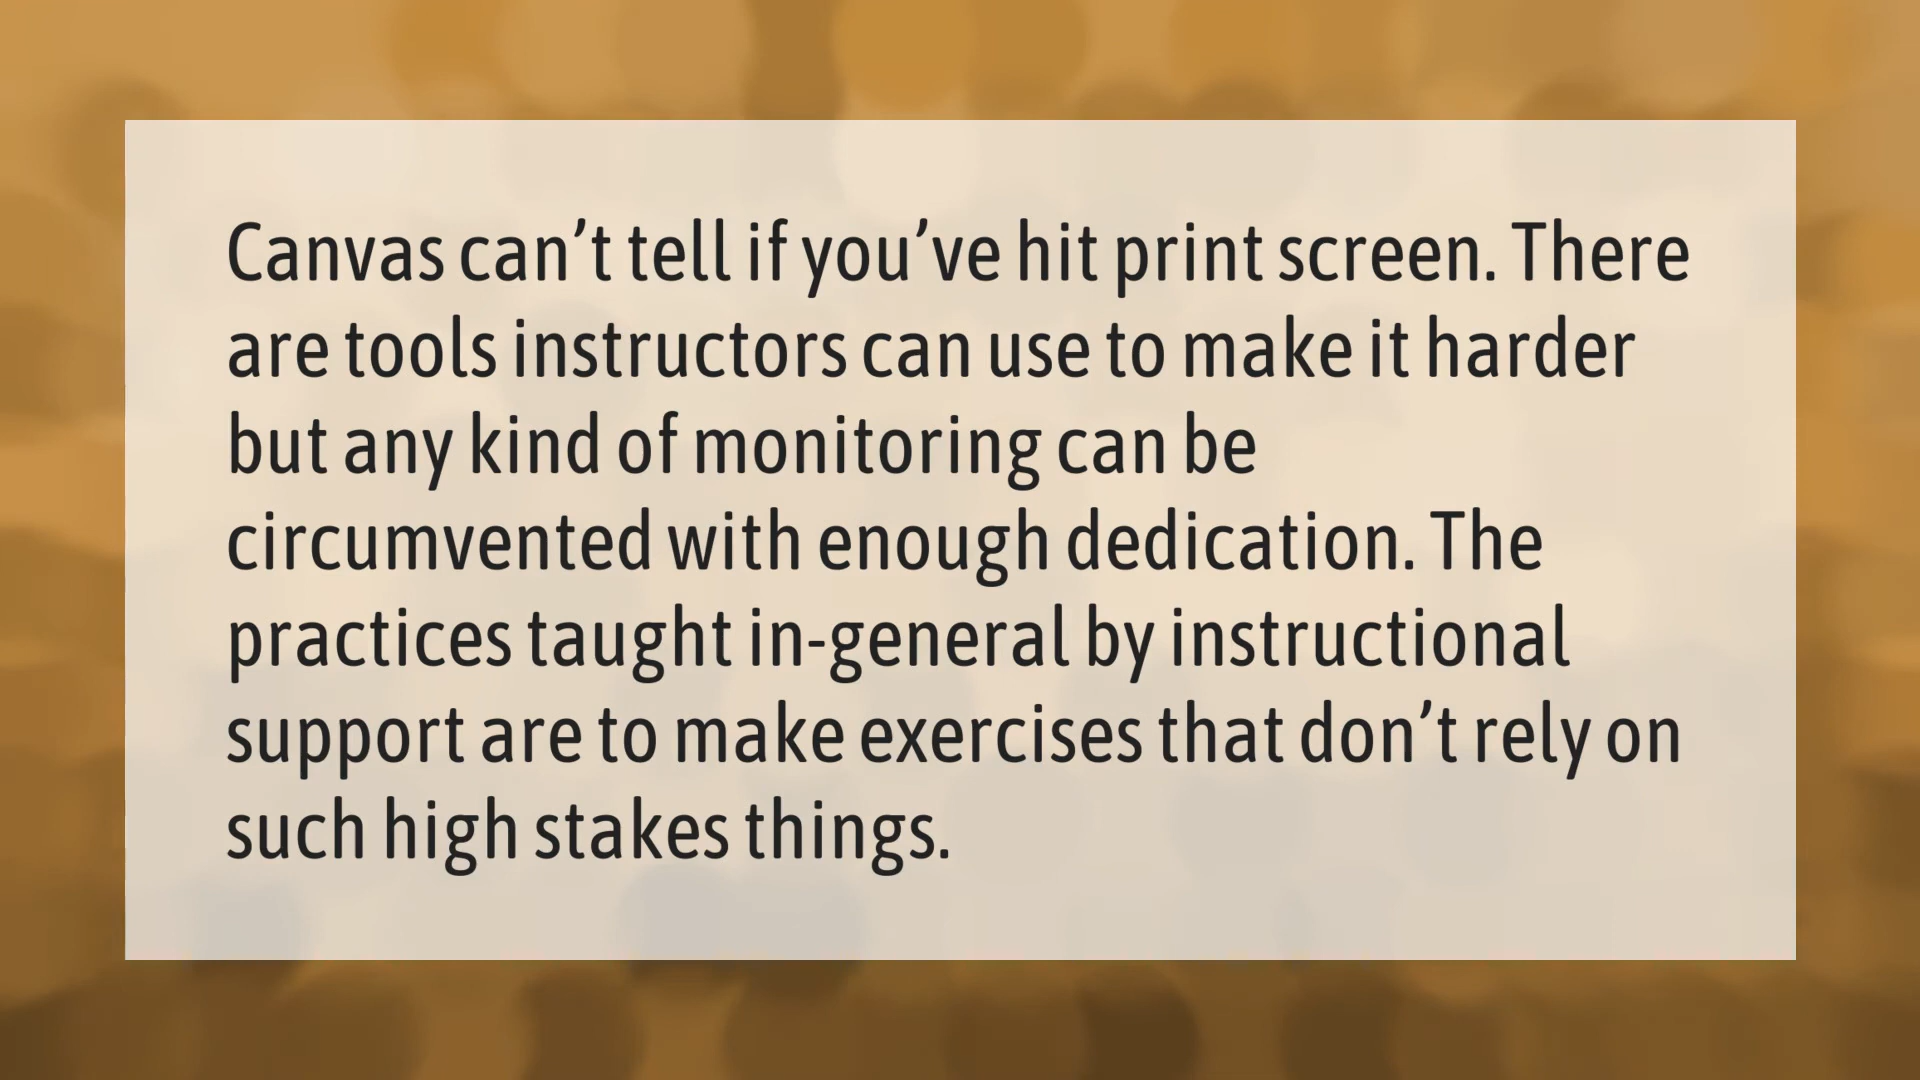 Canvas can’t tell if you’ve hit print screen. There
are tools instructors can use to make it harder
but any kind of monitoring can be
circumvented with enough dedication. The
practices taught in-general by instructional
support are to make exercises that don’t rely on
such high stakes things.